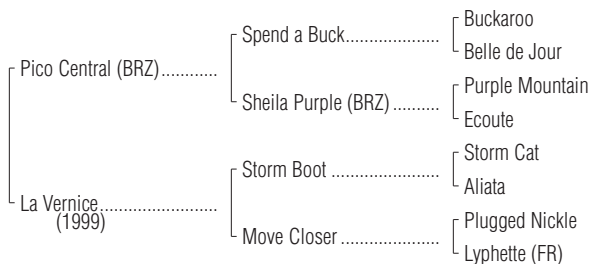 Buckaroo
Spend a Buck....................
Belle de Jour
Pico Central (BRZ)............
Purple Mountain
Sheila Purple (BRZ) ..........
Ecoute
Storm Cat
Storm Boot .......................
Aliata
La Vernice.........................
(1999)
Plugged Nickle
Move Closer .....................
Lyphette (FR)